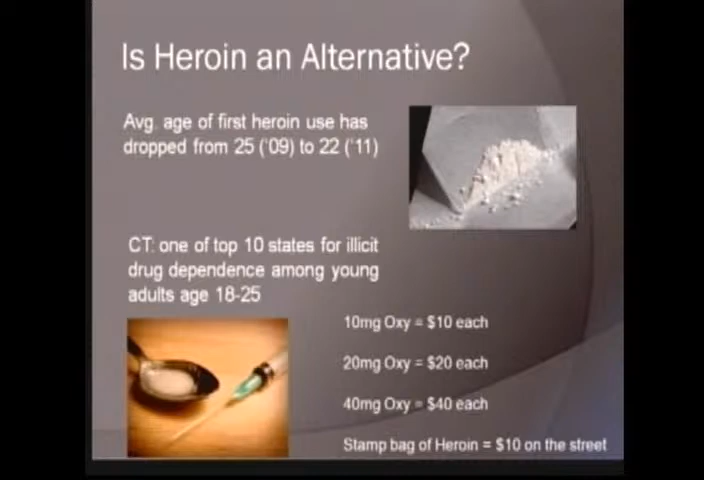 Is Heroin an Alternative?
Avg. age of first heroin use has
dropped from 25 ('09) to 22 ('11)
CT: one of top 10 states for illicit
drug dependence among young
adults age 18-25
10mg Oxy = $10 each
20mg Oxy = $20 each
40mg Oxy = $40 each
Stamp bag of Heroin = $10 on the street